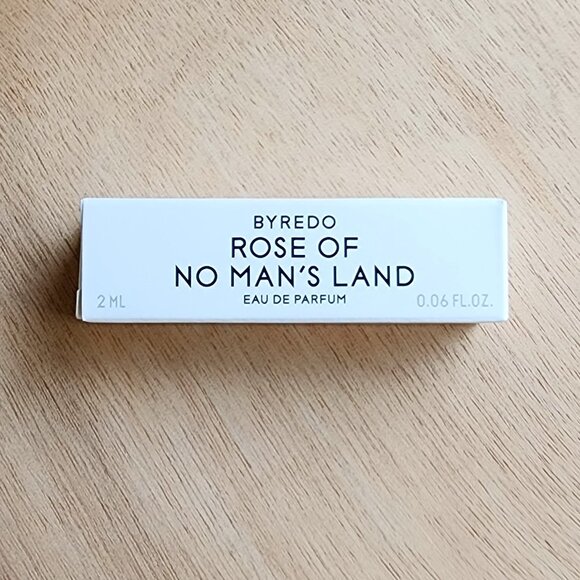 BYREDO
ROSE OF
NO MAN'S LAND
EAU DE PARFUM
2 ML
0.06 FL.OZ.